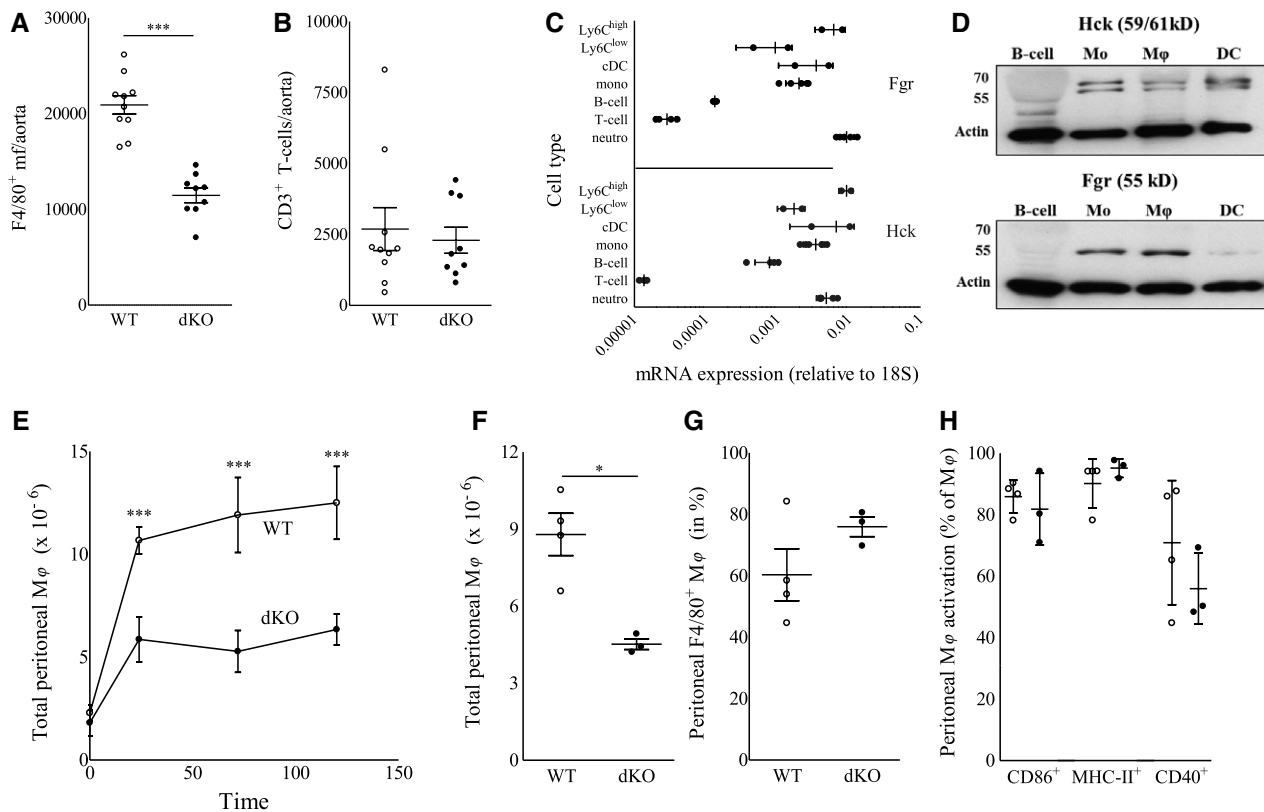 A
30000
20000
10000
0
F4/80+ mf/aorta
***
WT
dKO
B
10000
7500
5000
2500
0
CD3+ T-cells/aorta)
WT
dKO
C
Cell type
Ly6Chigh
Ly6Clow
cDC
mono
B-cell
T-cell
neutro
Fgr
Ly6Chigh
Ly6Clow
cDC
mono
B-cell
T-cell
neutro
Hck
0.00001
0.0001
0.001
0.01
0.1
mRNA expression (relative to 18S)
D
Hck (59/61kD)
B-cell Mo Mφ DC
70
55
Actin
Fgr (55 kD)
B-cell Mo Mφ DC
70
55
Actin
E
Total peritoneal Mφ (x 10-6)
15
10
5
0
***
***
***
WT
dKO
0 50 100 150
Time
F
Total peritoneal Mφ (x 10-6)
12
9
6
3
0
*
WT
dKO
G
Peritoneal F4/80+ Mφ (in %)
100
80
60
40
20
0
WT
dKO
H
Peritoneal Mφ activation (% of Mφ)
100
80
60
40
20
0
CD86+ MHC-II+ CD40+